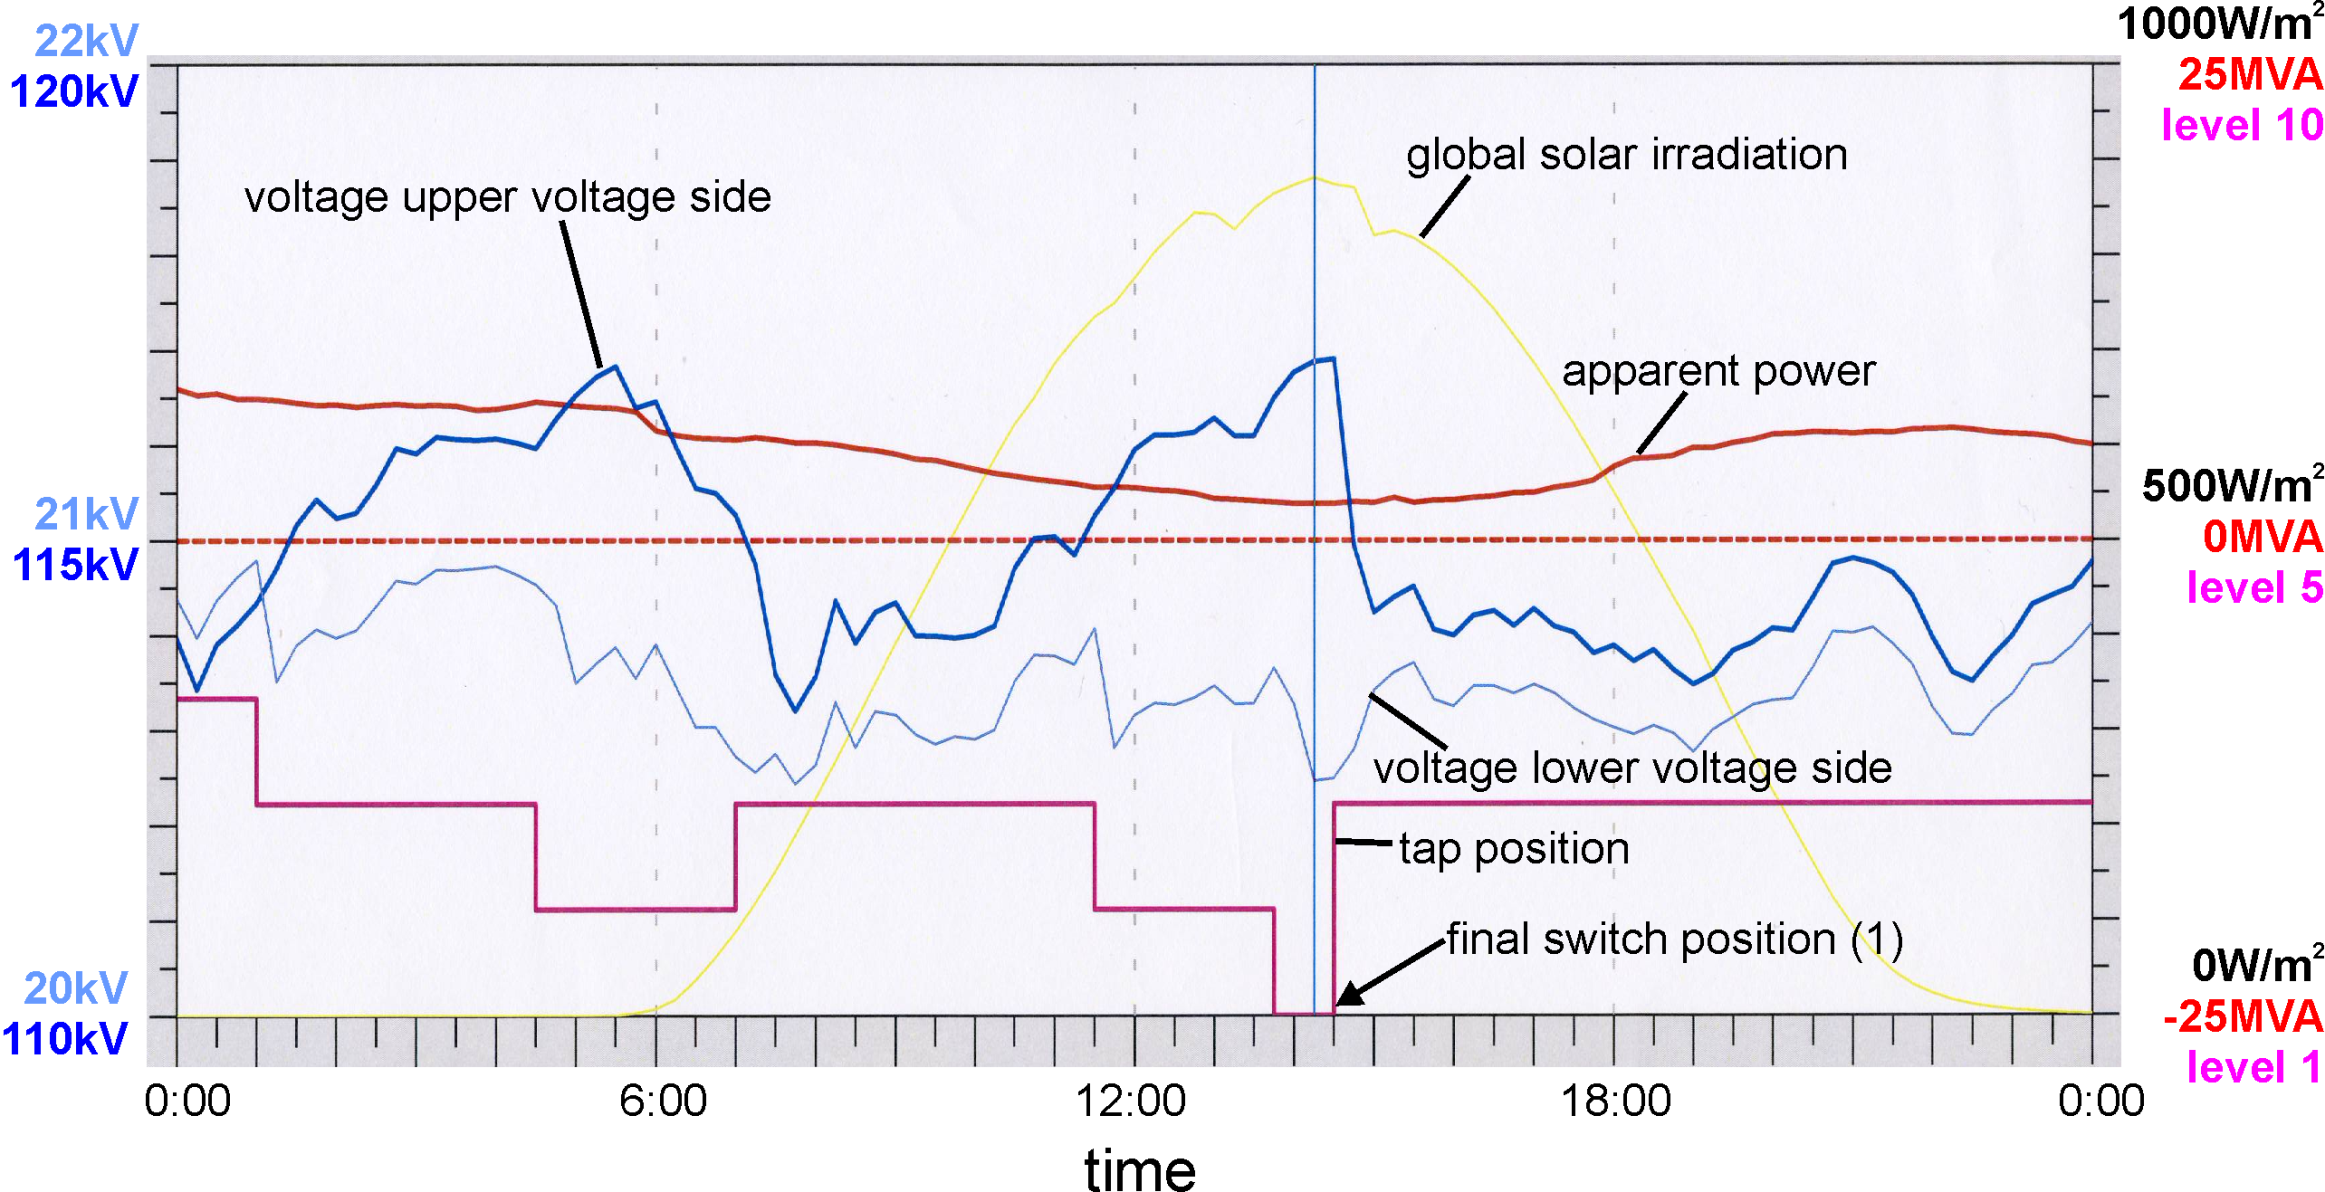 22kV
120kV
1000W/m²
25MVA
level 10
global solar irradiation
voltage upper voltage side
apparent power
21kV
115kV
500W/m²
0MVA
level 5
voltage lower voltage side
tap position
final switch position (1)
20kV
110kV
0W/m²
-25MVA
level 1
0:00
6:00
12:00
18:00
0:00
time